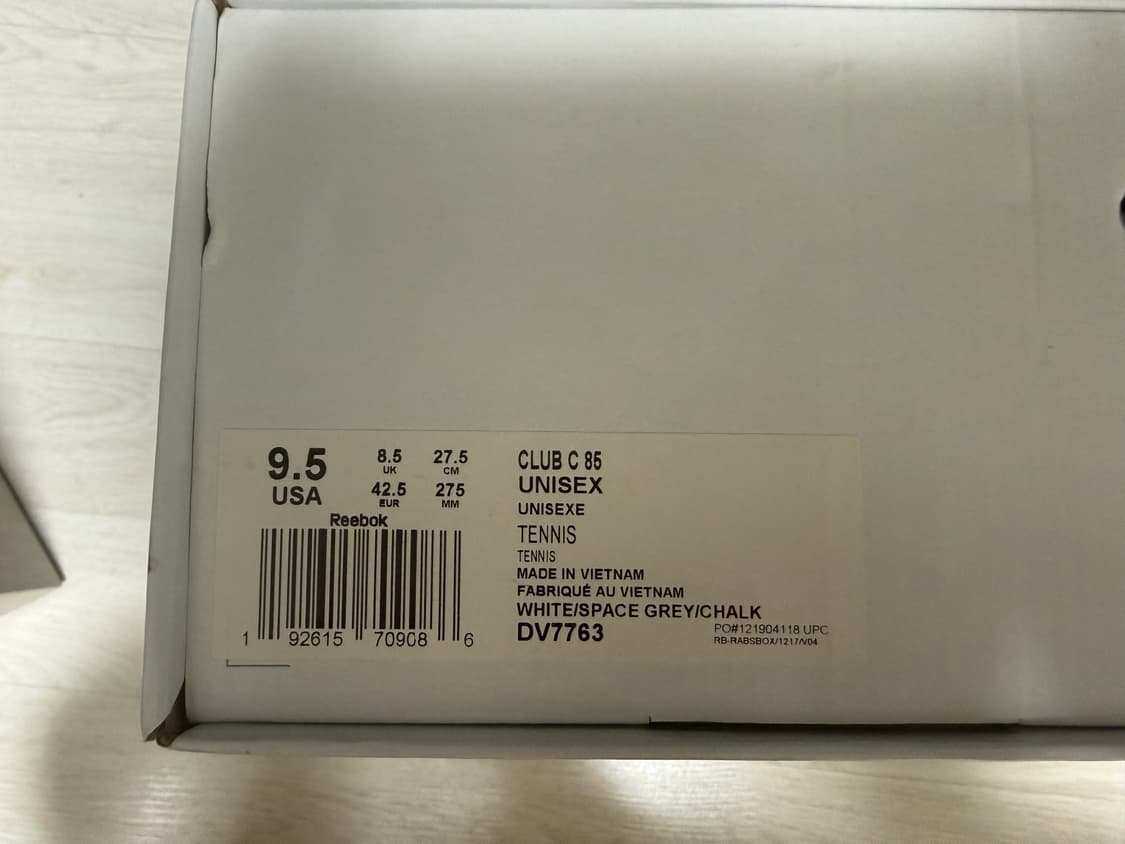 9.5
USA
8.5
UK
27.5
CM
42.5
EUR
275
MM
Reebok
1 92615 70908 6
CLUB C 85
UNISEX
UNISEXE
TENNIS
TENNIS
MADE IN VIETNAM
FABRIQUÉ AU VIETNAM
WHITE/SPACE GREY/CHALK
DV7763
PO#121904118 UPC
RB-RABSBOX/1217/V04